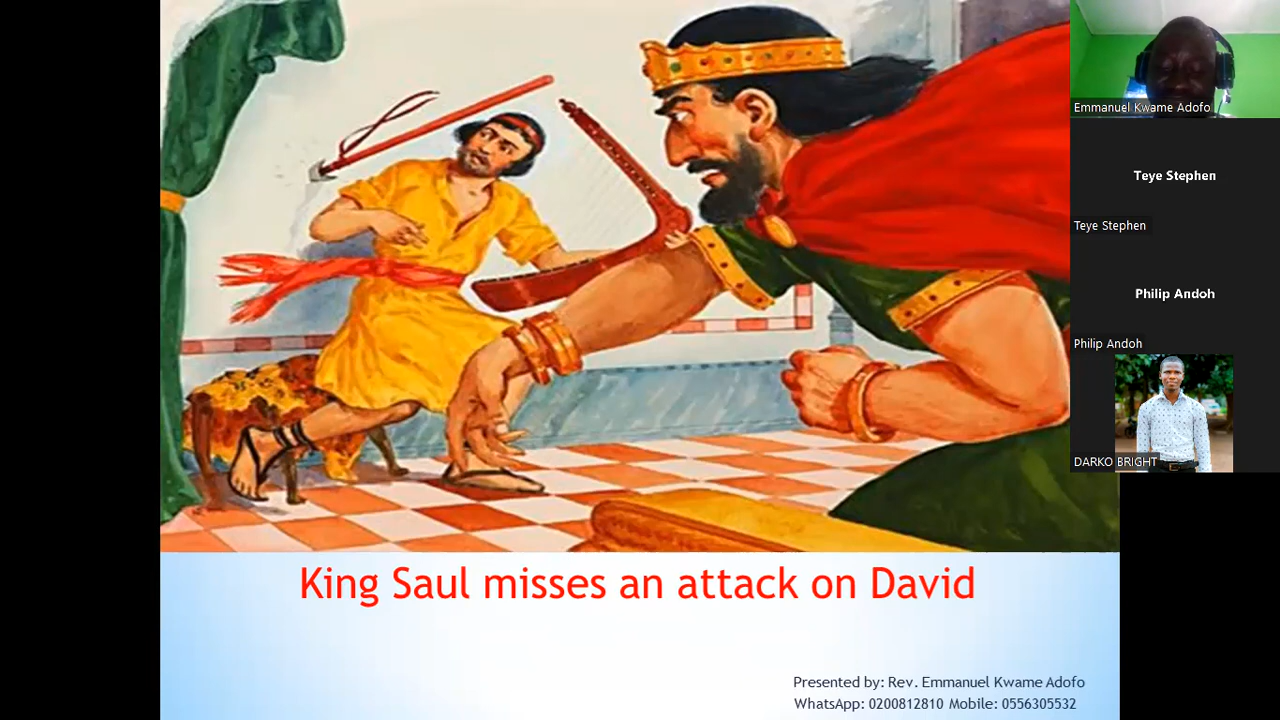 Emmanuel Kwame Adofo
Teye Stephen
Teye Stephen
Philip Andoh
Philip Andoh
DARKO BRIGHT
King Saul misses an attack on David
Presented by: Rev. Emmanuel Kwame Adofo
WhatsApp: 0200812810 Mobile: 0556305532